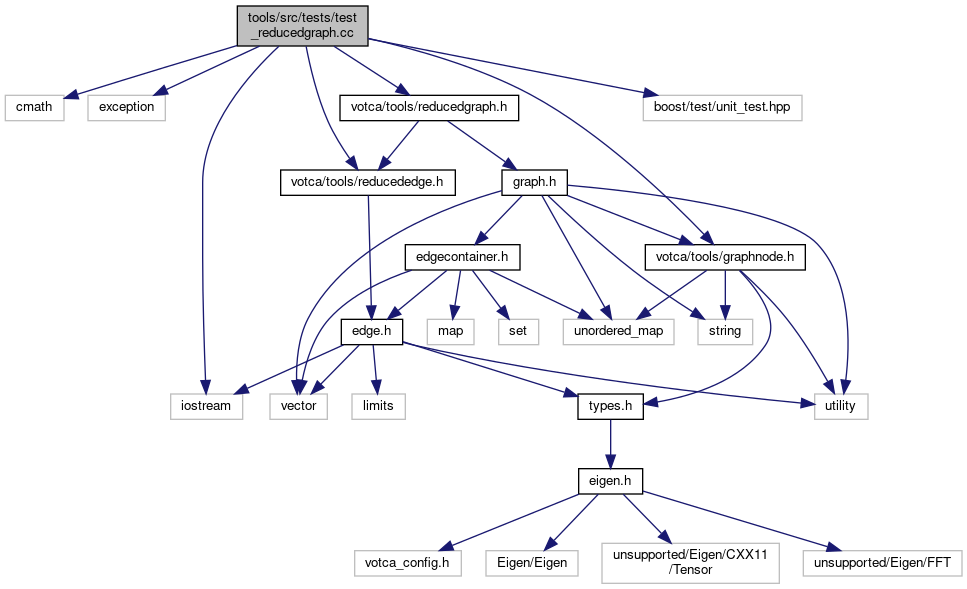 tools/src/tests/test
_reducedgraph.cc
cmath
exception
votca/tools/reducedgraph.h
boost/test/unit_test.hpp
votca/tools/reducededge.h
graph.h
edgecontainer.h
votca/tools/graphnode.h
edge.h
map
set
unordered_map
string
iostream
vector
limits
types.h
utility
eigen.h
votca_config.h
Eigen/Eigen
unsupported/Eigen/CXX11
/Tensor
unsupported/Eigen/FFT